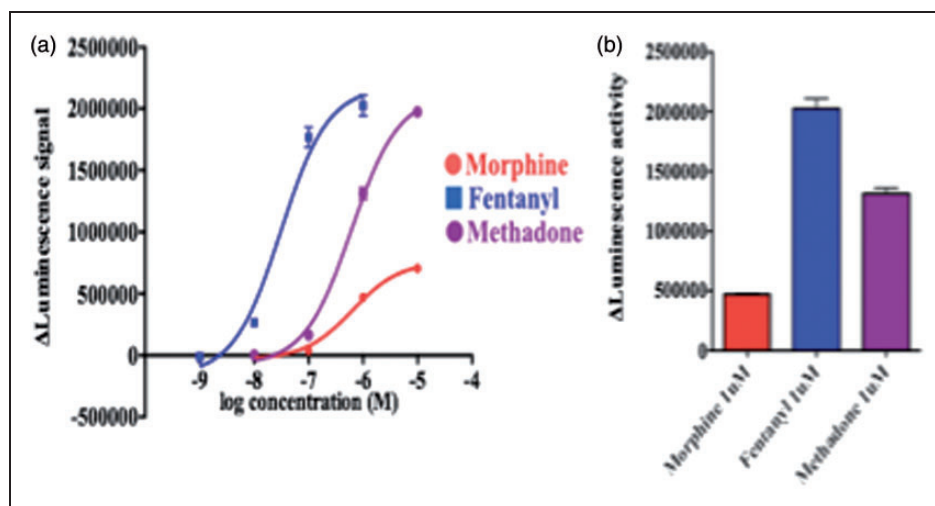 (a)
ΔLuminescence signal
2500000
2000000
1500000
1000000
500000
0
-500000
-9
-8
-7
-6
-5
-4
log concentration (M)
Morphine
Fentanyl
Methadone
(b)
ΔLuminescence activity
2500000
2000000
1500000
1000000
500000
0
Morphine 1uM
Fentanyl 1uM
Methadone 1uM